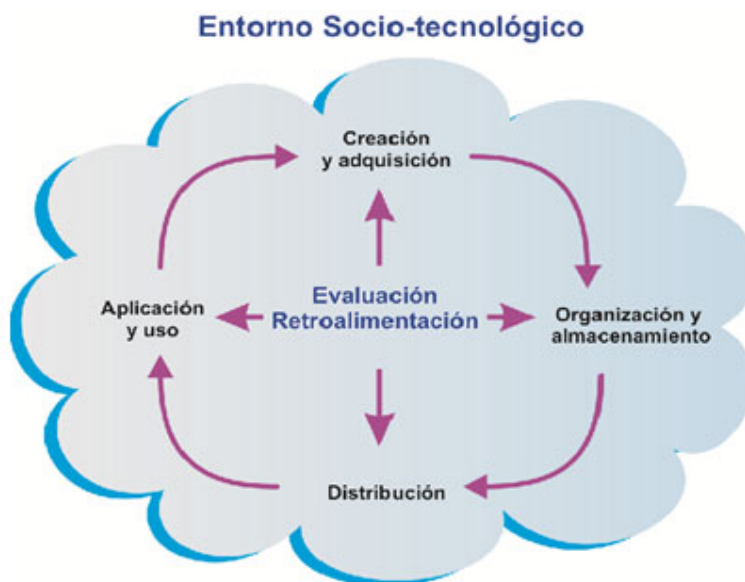 Entorno Socio-tecnológico
Creación
y adquisición
Evaluación
Retroalimentación
Aplicación
y uso
Organización y
almacenamiento
Distribución